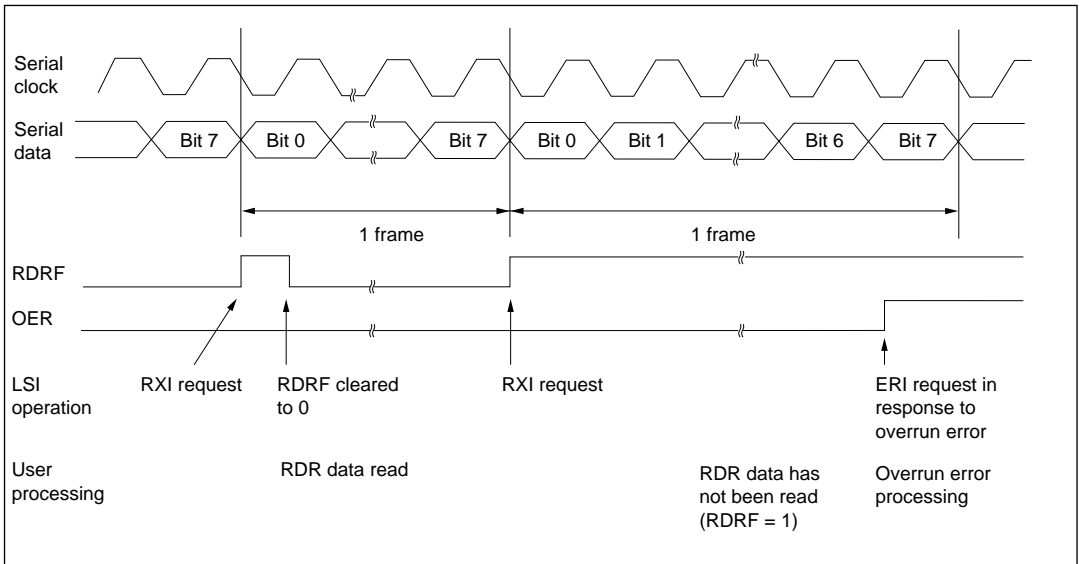 Serial
clock
Serial
data
Bit 7
Bit 0
Bit 7
Bit 0
Bit 1
Bit 6
Bit 7
1 frame
1 frame
RDRF
OER
LSI
operation
RXI request
RDRF cleared
to 0
RXI request
ERI request in
response to
overrun error
User
processing
RDR data read
RDR data has
not been read
(RDRF = 1)
Overrun error
processing